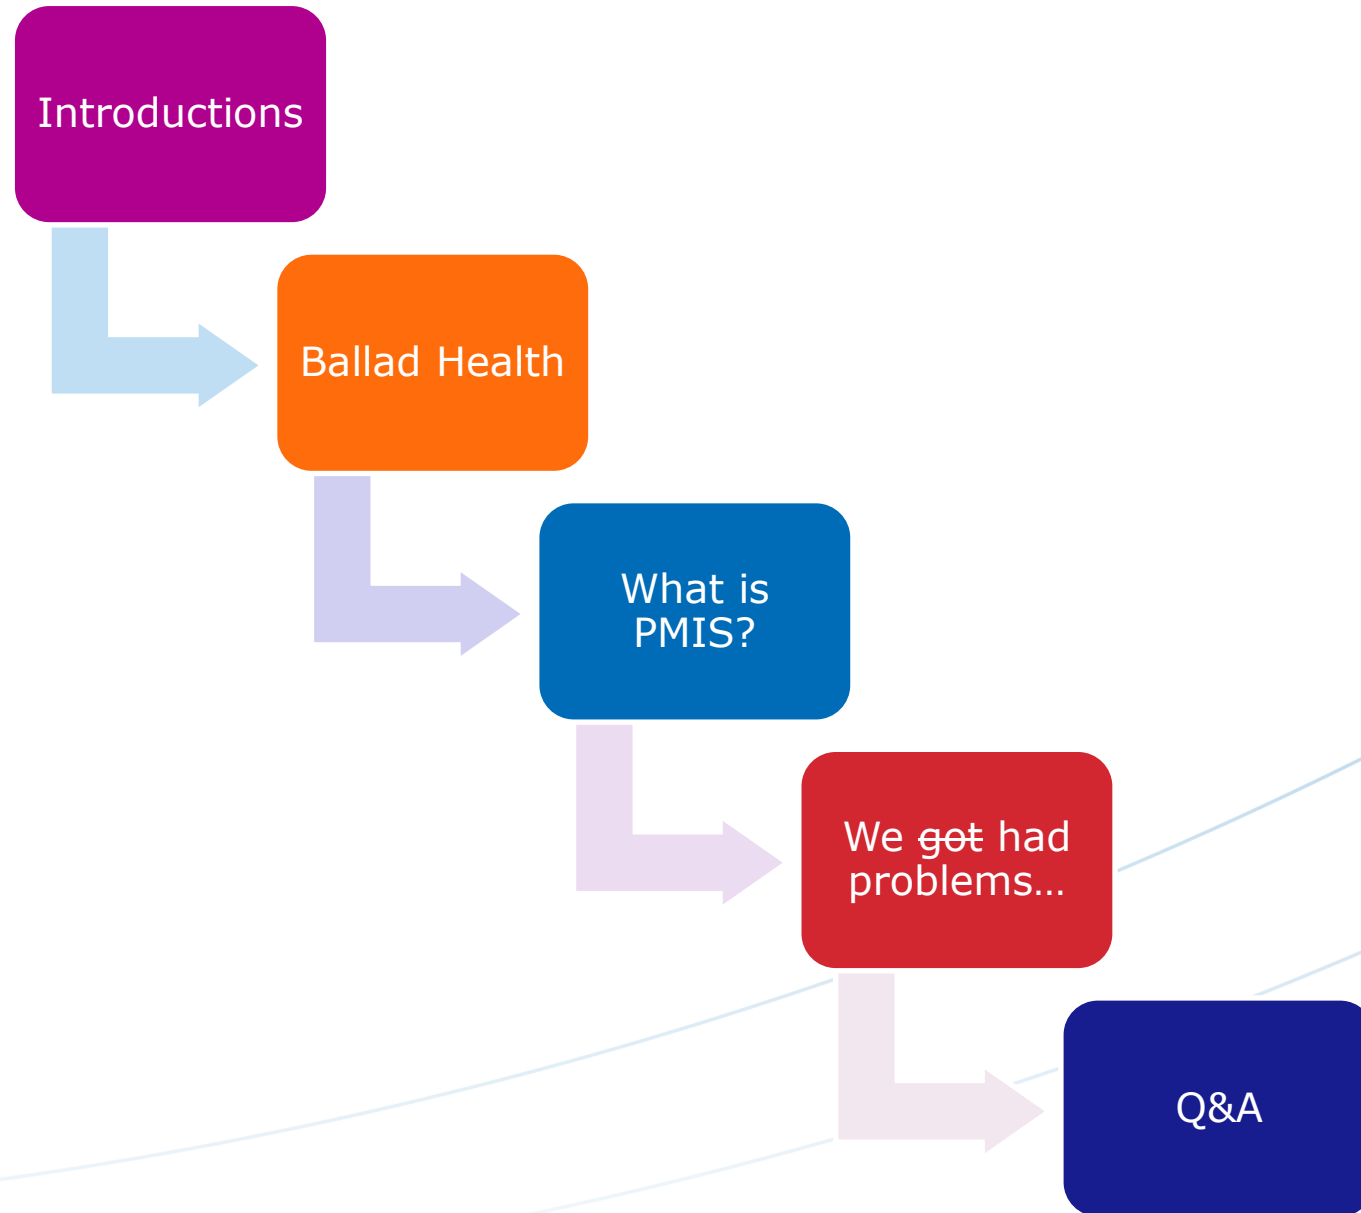 Introductions
Ballad Health
What is
PMIS?
We got had
problems...
Q&A